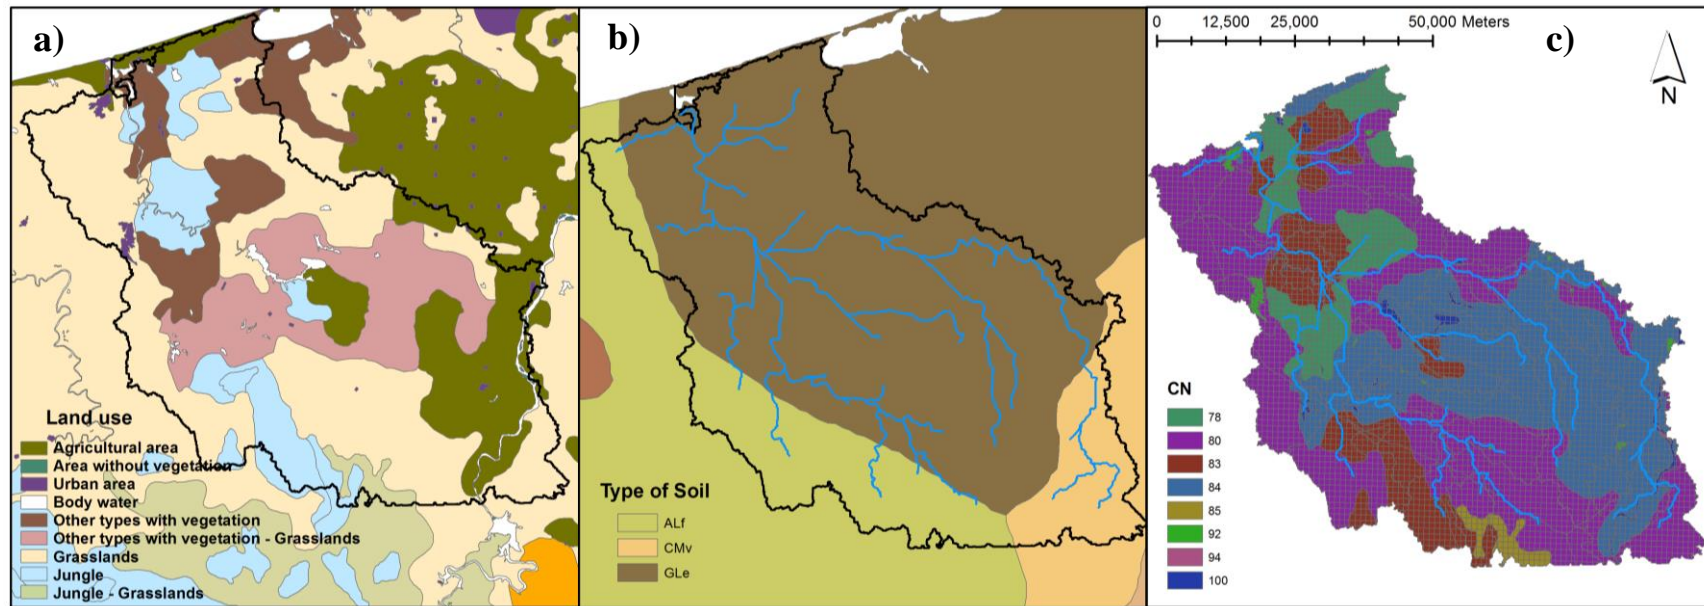 a)
Land use
Agricultural area
Area without vegetation
Urban area
Body water
Other types with vegetation
Other types with vegetation - Grasslands
Grasslands
Jungle
Jungle - Grasslands
b)
Type of Soil
ALf
CMv
GLe
0 12,500 25,000 50,000 Meters
c)
N
CN
78
80
83
84
85
92
94
100